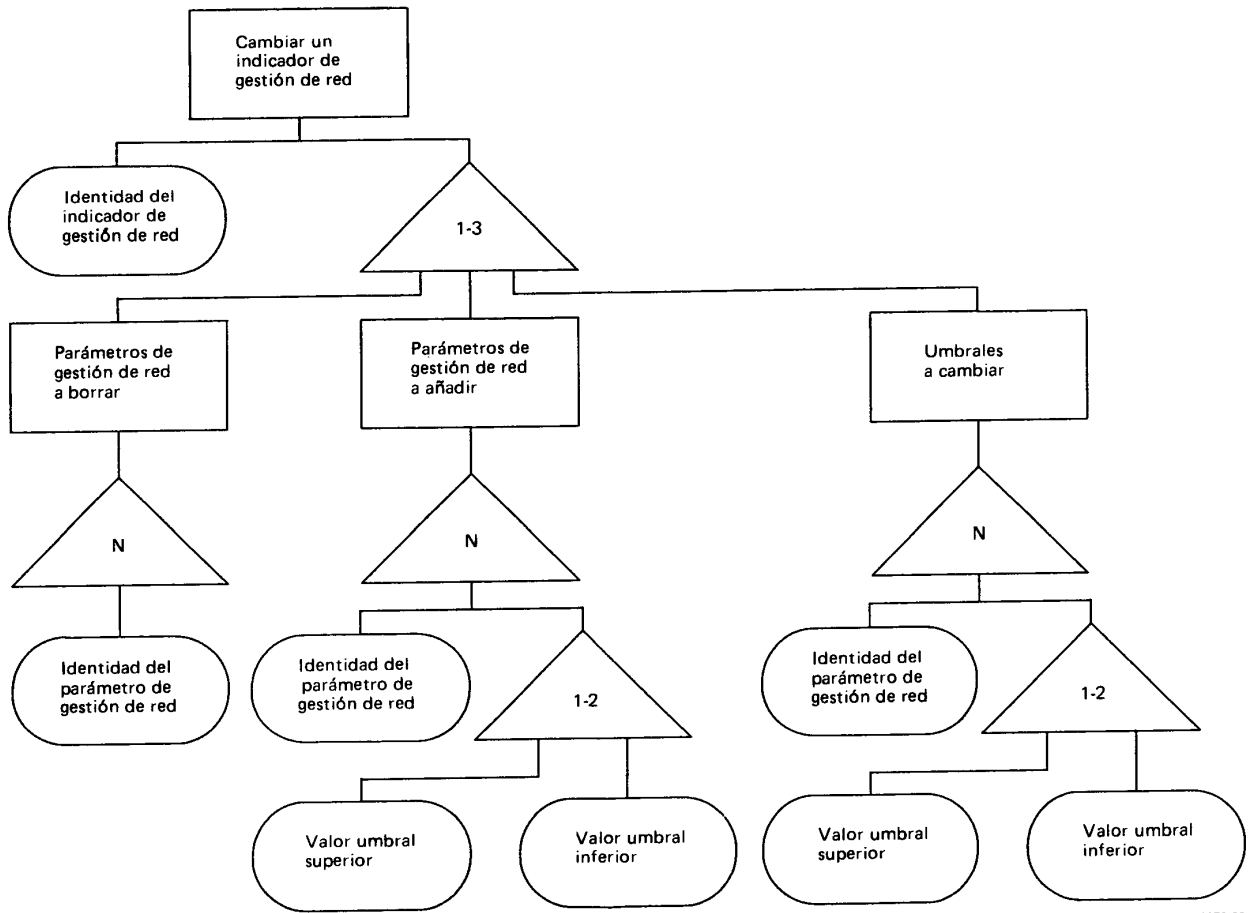 Cambiar un
indicador de
gestión de red
Identidad del
indicador de
gestión de red
1-3
Parámetros de
gestión de red
a borrar
Parámetros de
gestión de red
a añadir
Umbrales
a cambiar
N
N
N
Identidad del
parámetro de
gestión de red
Identidad del
parámetro de
gestión de red
1-2
Identidad del
parámetro de
gestión de red
1-2
Valor umbral
superior
Valor umbral
inferior
Valor umbral
superior
Valor umbral
inferior